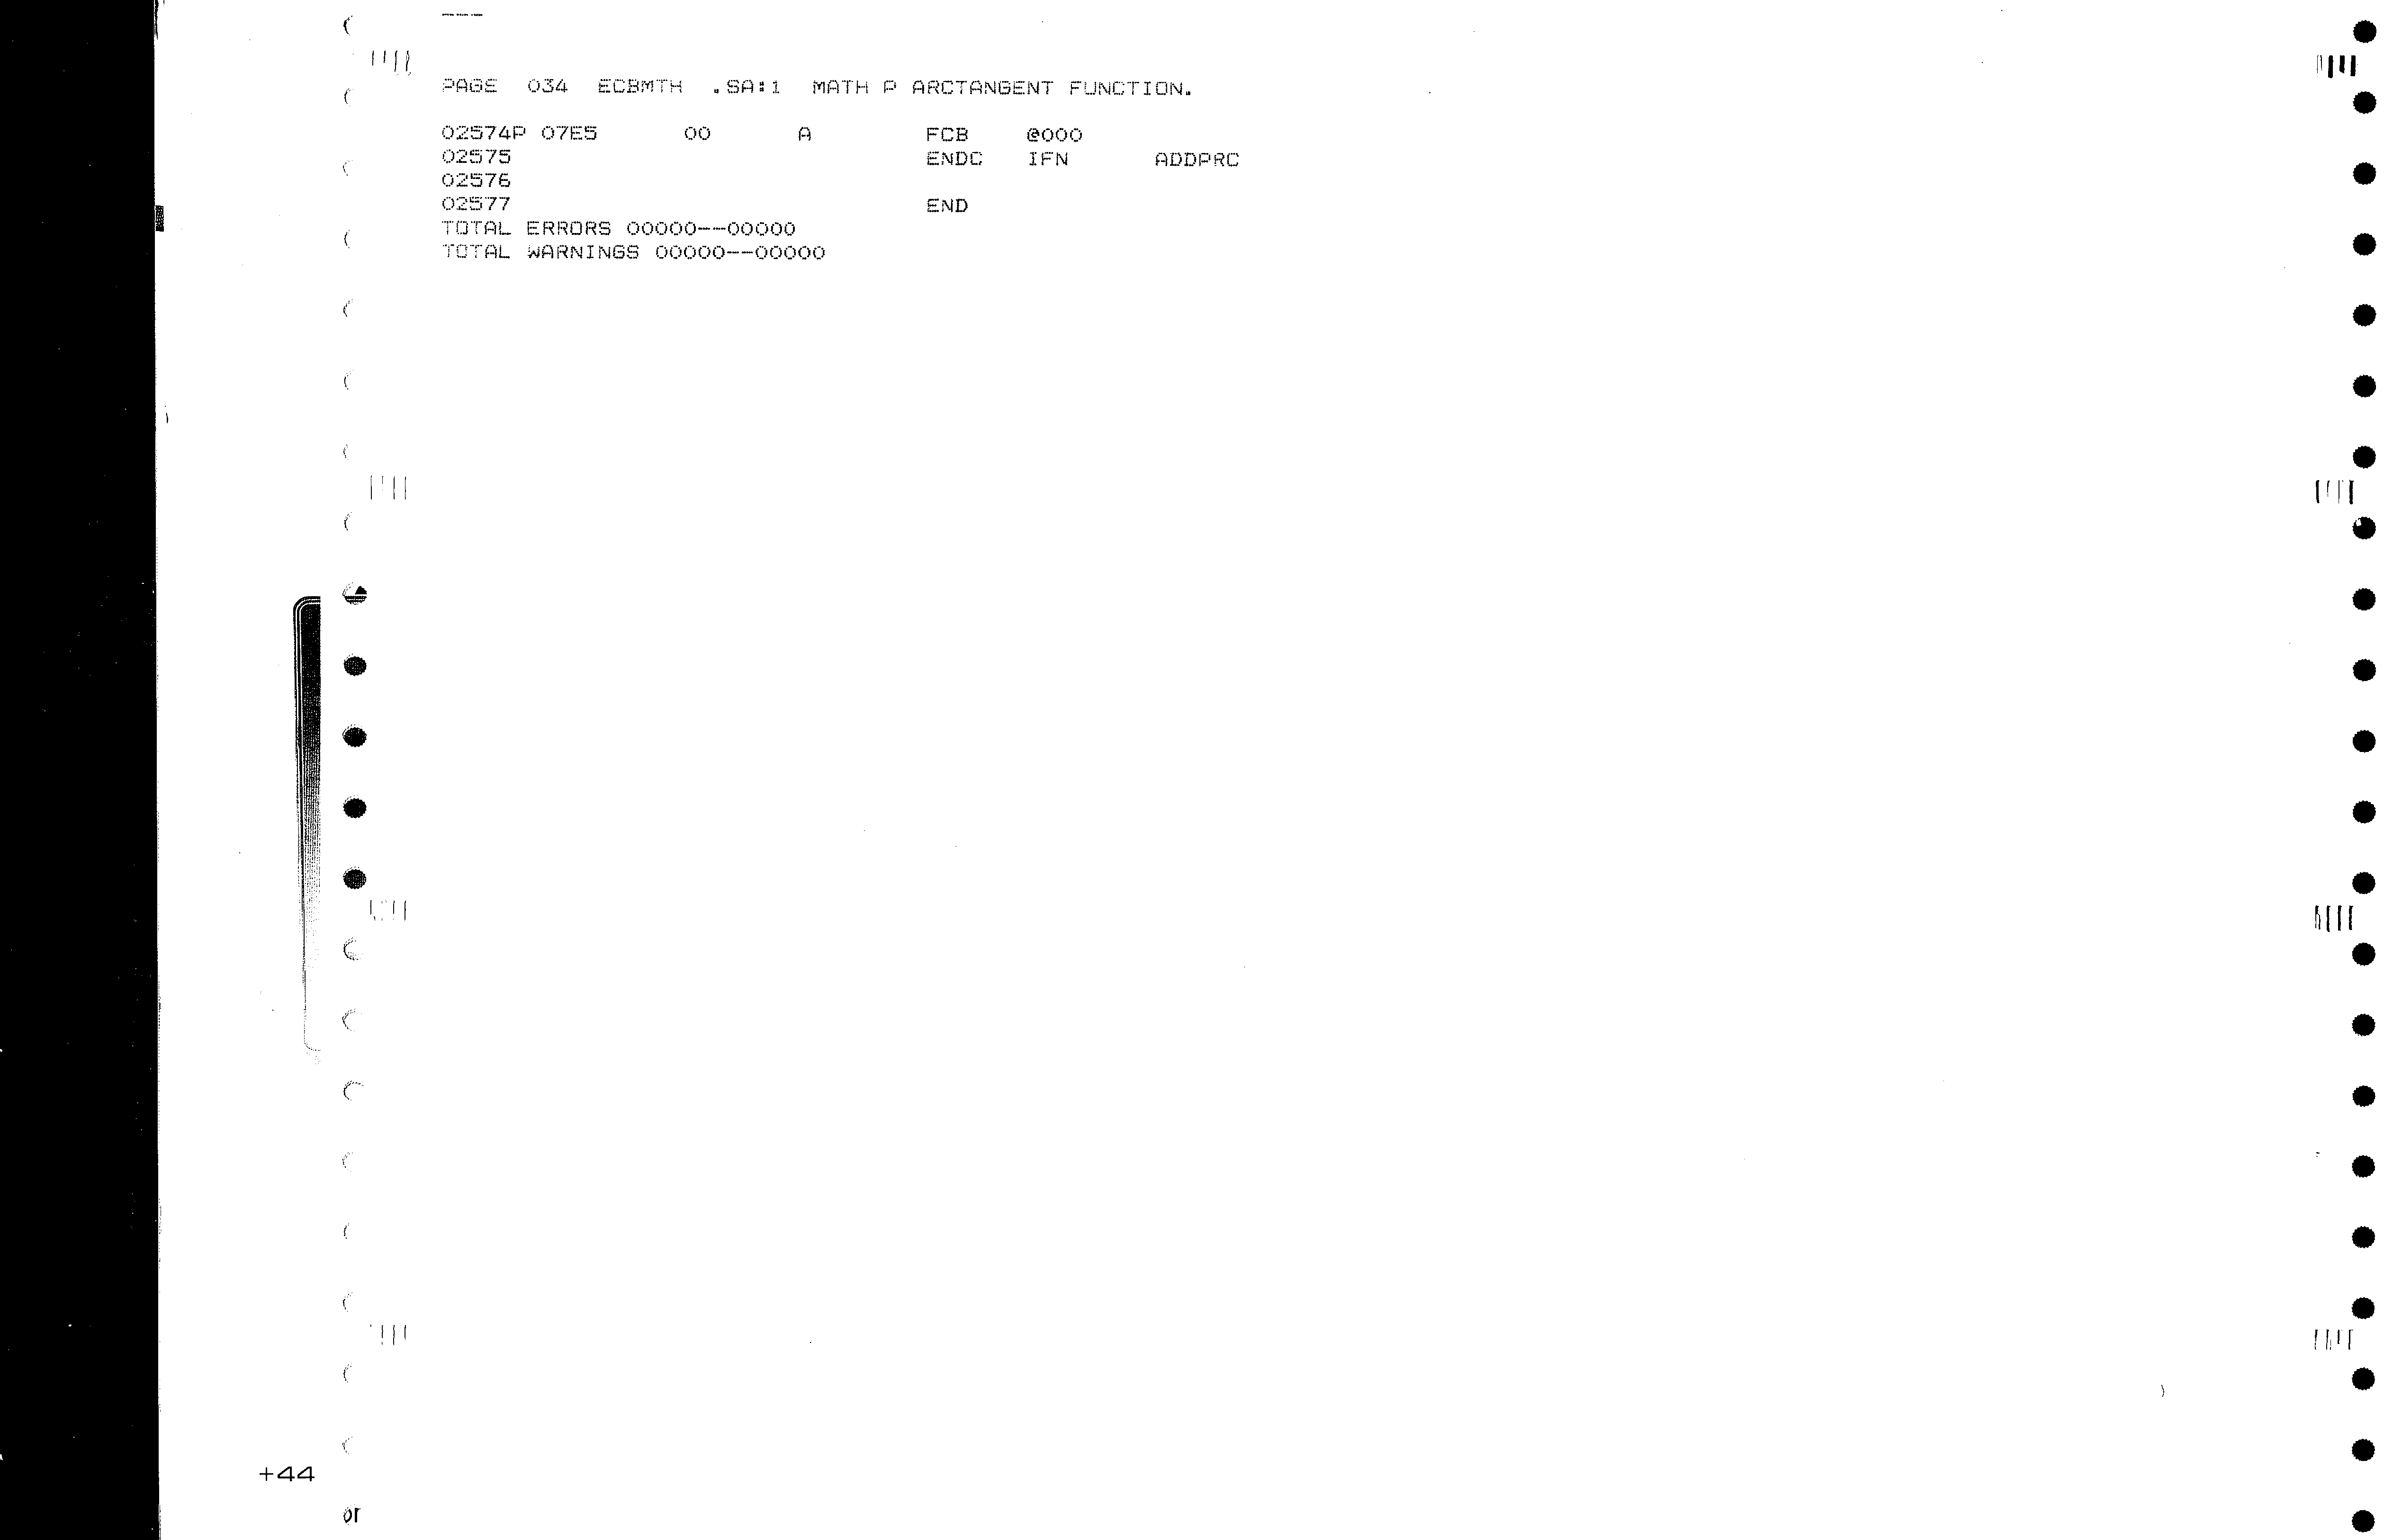 PAGE  034  ECBMTH  .SA:1  MATH P ARCTANGENT FUNCTION.
02574P 07E5      00      A        FCB    @000
02575                             ENDC   IFN      ADDPRC
02576
02577                             END
TOTAL ERRORS 00000--00000
TOTAL WARNINGS 00000--00000
+44